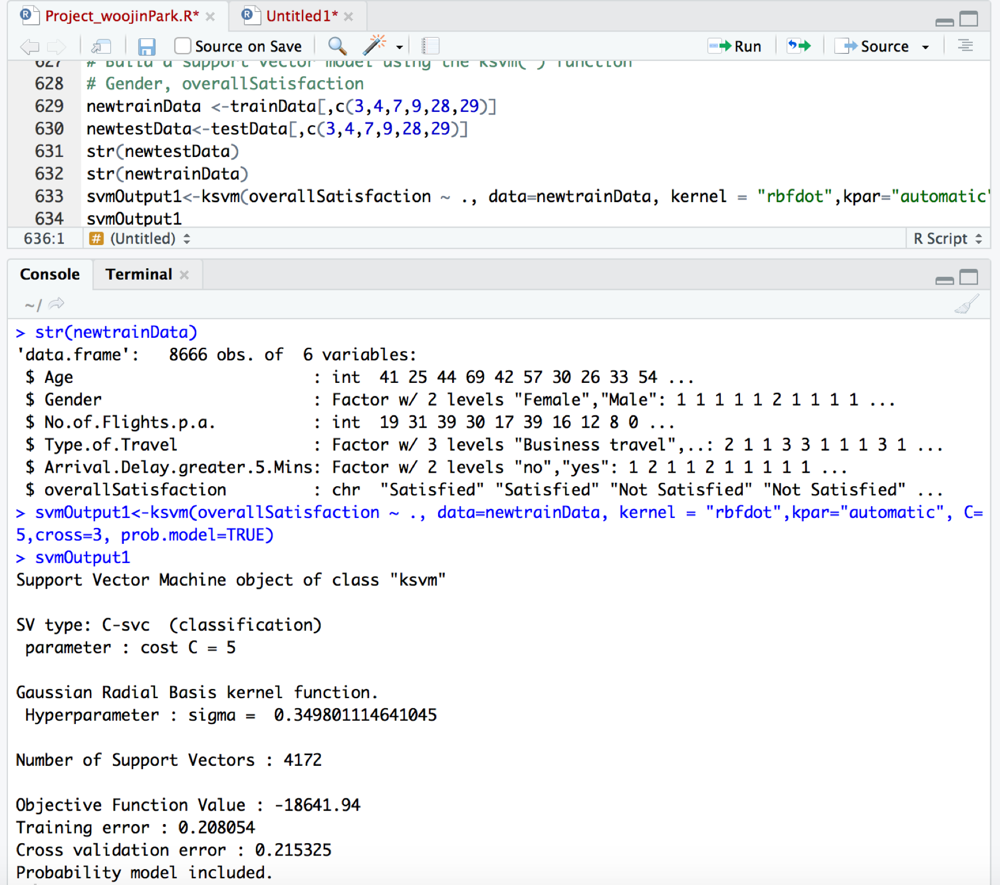 Project_woojinPark.R* Untitled1*
Source on Save Run Source
627 # Build a support vector model using the ksvm( ) function
628 # Gender, overallSatisfaction
629 newtrainData <-trainData[,c(3,4,7,9,28,29)]
630 newtestData<-testData[,c(3,4,7,9,28,29)]
631 str(newtestData)
632 str(newtrainData)
633 svmOutput1<-ksvm(overallSatisfaction ~ ., data=newtrainData, kernel = "rbfdot",kpar="automatic"
634 svmOutput1
636:1 # (Untitled) R Script
Console Terminal
~/
> str(newtrainData)
'data.frame':   8666 obs. of  6 variables:
 $ Age                         : int  41 25 44 69 42 57 30 26 33 54 ...
 $ Gender                      : Factor w/ 2 levels "Female","Male": 1 1 1 1 1 2 1 1 1 1 ...
 $ No.of.Flights.p.a.          : int  19 31 39 30 17 39 16 12 8 0 ...
 $ Type.of.Travel              : Factor w/ 3 levels "Business travel",..: 2 1 1 3 3 1 1 1 3 1 ...
 $ Arrival.Delay.greater.5.Mins: Factor w/ 2 levels "no","yes": 1 2 1 1 2 1 1 1 1 1 ...
 $ overallSatisfaction         : chr  "Satisfied" "Satisfied" "Not Satisfied" "Not Satisfied" ...
> svmOutput1<-ksvm(overallSatisfaction ~ ., data=newtrainData, kernel = "rbfdot",kpar="automatic", C=
5,cross=3, prob.model=TRUE)
> svmOutput1
Support Vector Machine object of class "ksvm"
SV type: C-svc  (classification)
 parameter : cost C = 5
Gaussian Radial Basis kernel function.
 Hyperparameter : sigma =  0.349801114641045
Number of Support Vectors : 4172
Objective Function Value : -18641.94
Training error : 0.208054
Cross validation error : 0.215325
Probability model included.